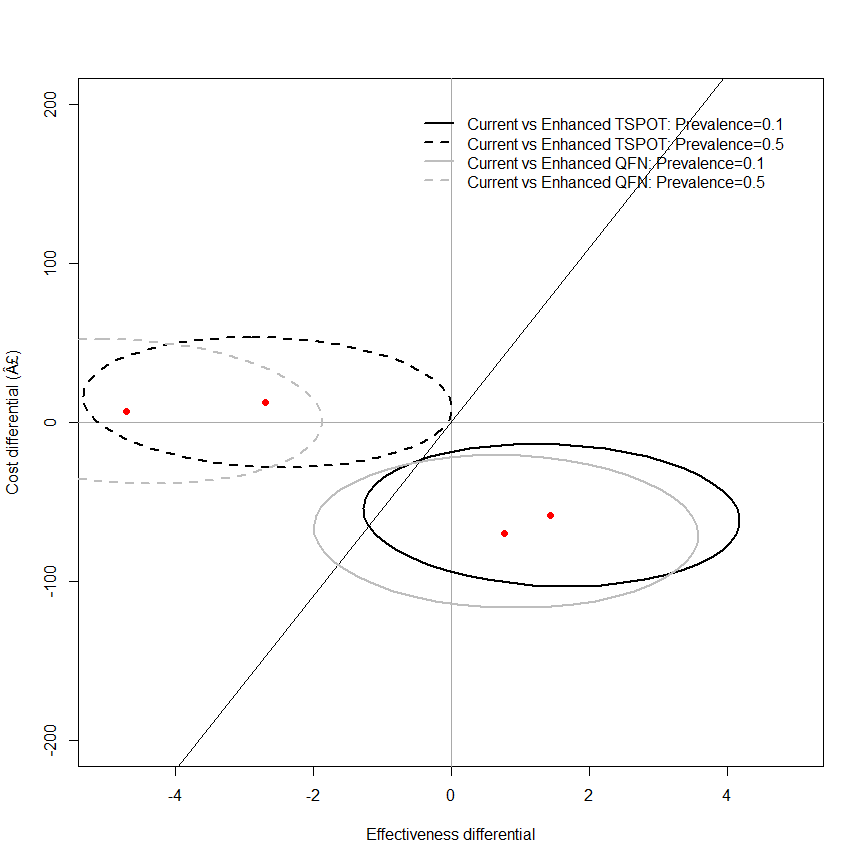 Current vs Enhanced TSPOT: Prevalence=0.1
Current vs Enhanced TSPOT: Prevalence=0.5
Current vs Enhanced QFN: Prevalence=0.1
Current vs Enhanced QFN: Prevalence=0.5
200
100
0
-100
-200
Cost differential (Â£)
-4 -2 0 2 4
Effectiveness differential